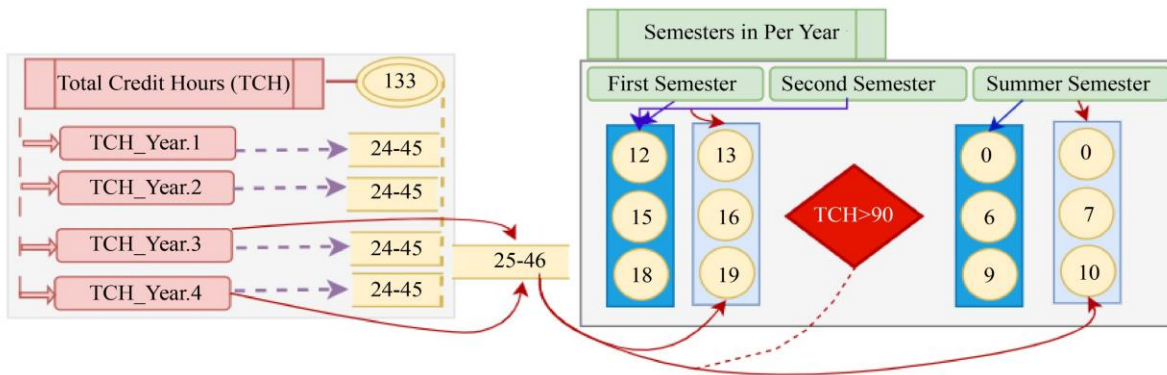 Total Credit Hours (TCH)
133
TCH_Year.1
24-45
TCH_Year.2
24-45
TCH_Year.3
24-45
TCH_Year.4
24-45
25-46
Semesters in Per Year
First Semester
Second Semester
Summer Semester
12
15
18
13
16
19
TCH>90
0
6
9
0
7
10